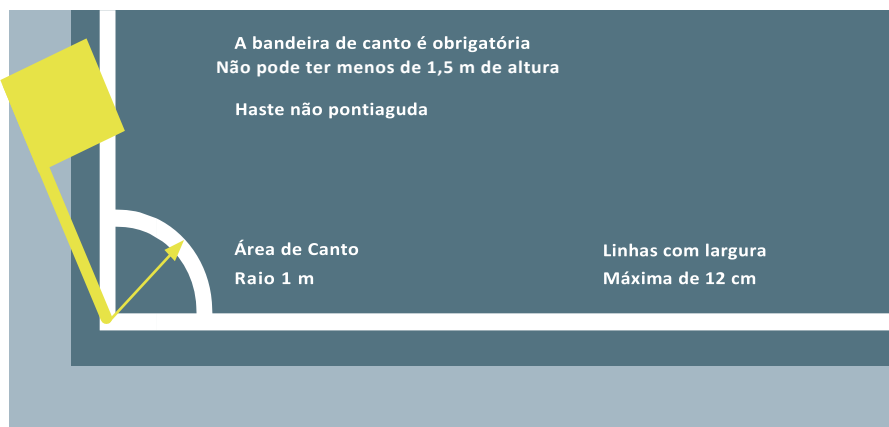 A bandeira de canto é obrigatória
Não pode ter menos de 1,5 m de altura
Haste não pontiaguda
Área de Canto
Raio 1 m
Linhas com largura
Máxima de 12 cm